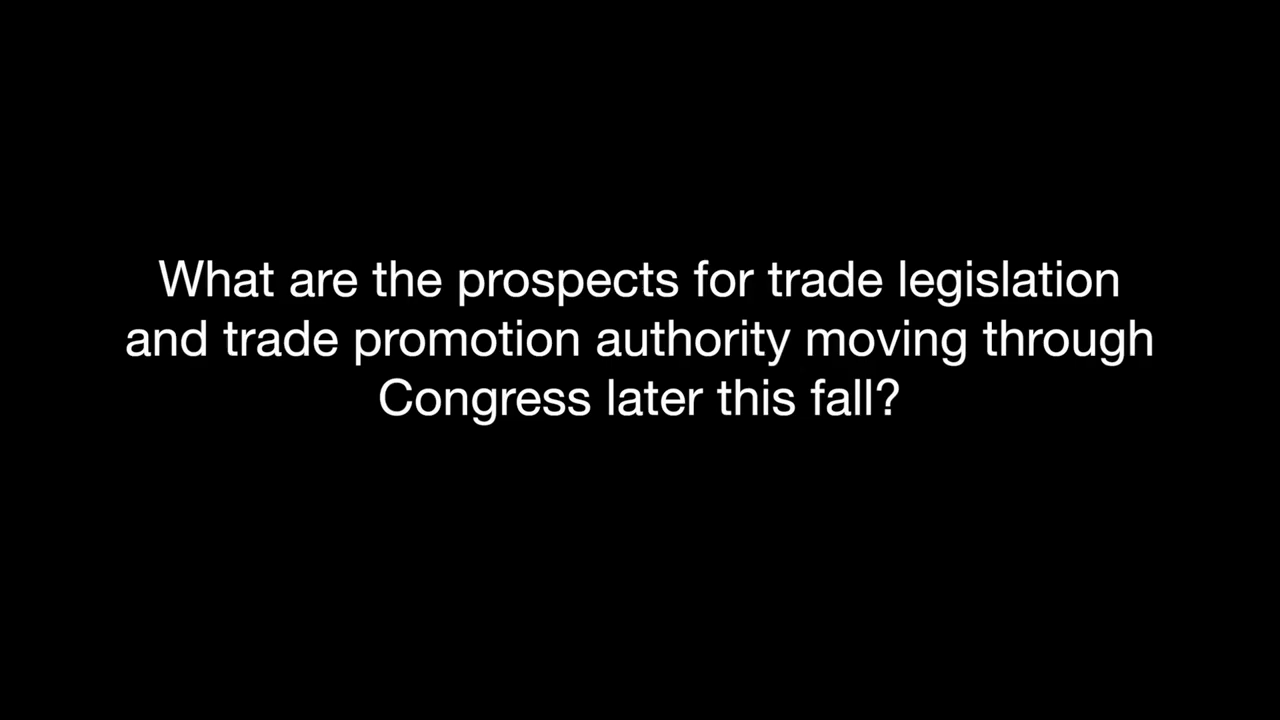 What are the prospects for trade legislation
and trade promotion authority moving through
Congress later this fall?